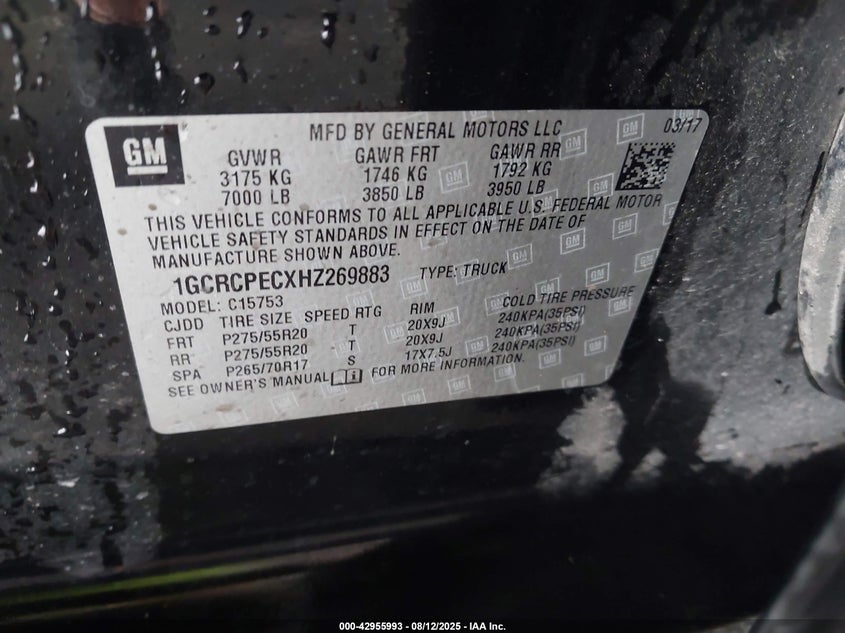 GM
MFD BY GENERAL MOTORS LLC 03/17
GVWR GAWR FRT GAWR RR
3175 KG 1746 KG 1792 KG
7000 LB 3850 LB 3950 LB
THIS VEHICLE CONFORMS TO ALL APPLICABLE U.S. FEDERAL MOTOR
VEHICLE SAFETY STANDARDS IN EFFECT ON THE DATE OF
MANUFACTURE SHOWN ABOVE.
1GCRCPECXHZ269883 TYPE: TRUCK
MODEL: C15753
CJDD TIRE SIZE SPEED RTG RIM COLD TIRE PRESSURE
FRT P275/55R20 T 20X9J 240KPA(35PSI)
RR P275/55R20 T 20X9J 240KPA(35PSI)
SPA P265/70R17 S 17X7.5J 240KPA(35PSI)
SEE OWNER'S MANUAL FOR MORE INFORMATION.
000-42955993 - 08/12/2025 - IAA Inc.